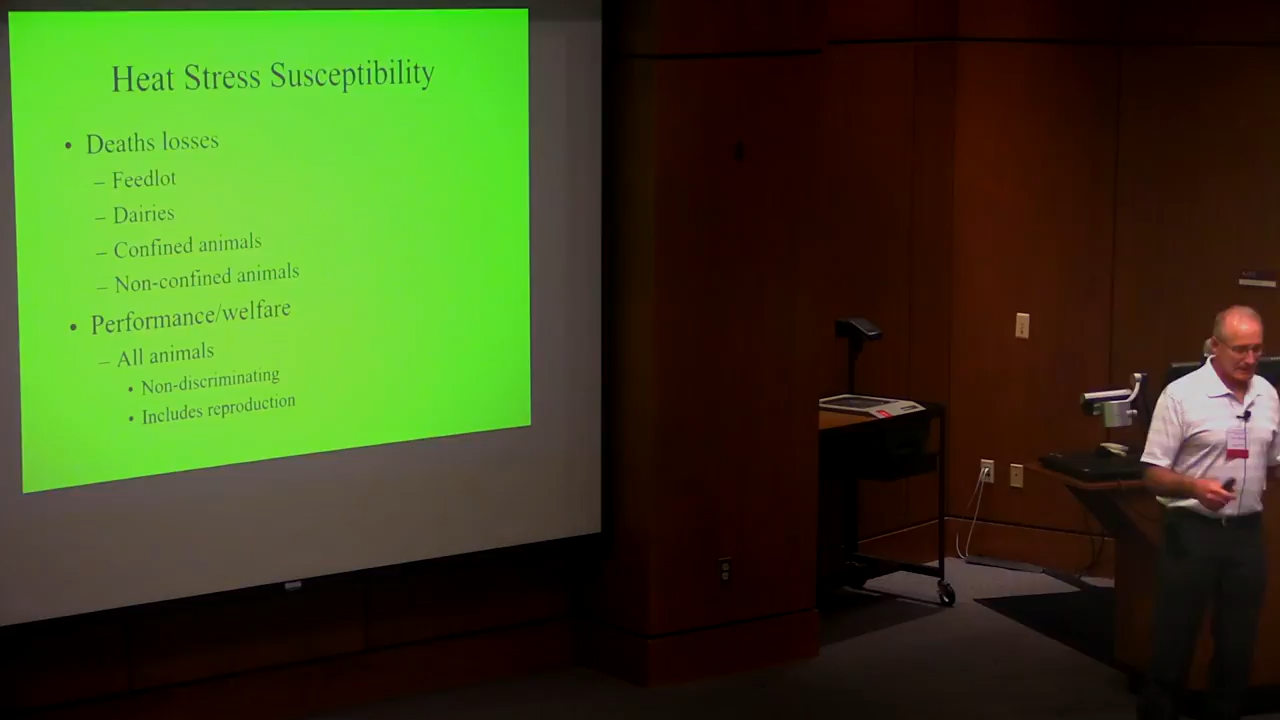 Heat Stress Susceptibility
• Deaths losses
– Feedlot
– Dairies
– Confined animals
– Non-confined animals
• Performance/welfare
– All animals
• Non-discriminating
• Includes reproduction